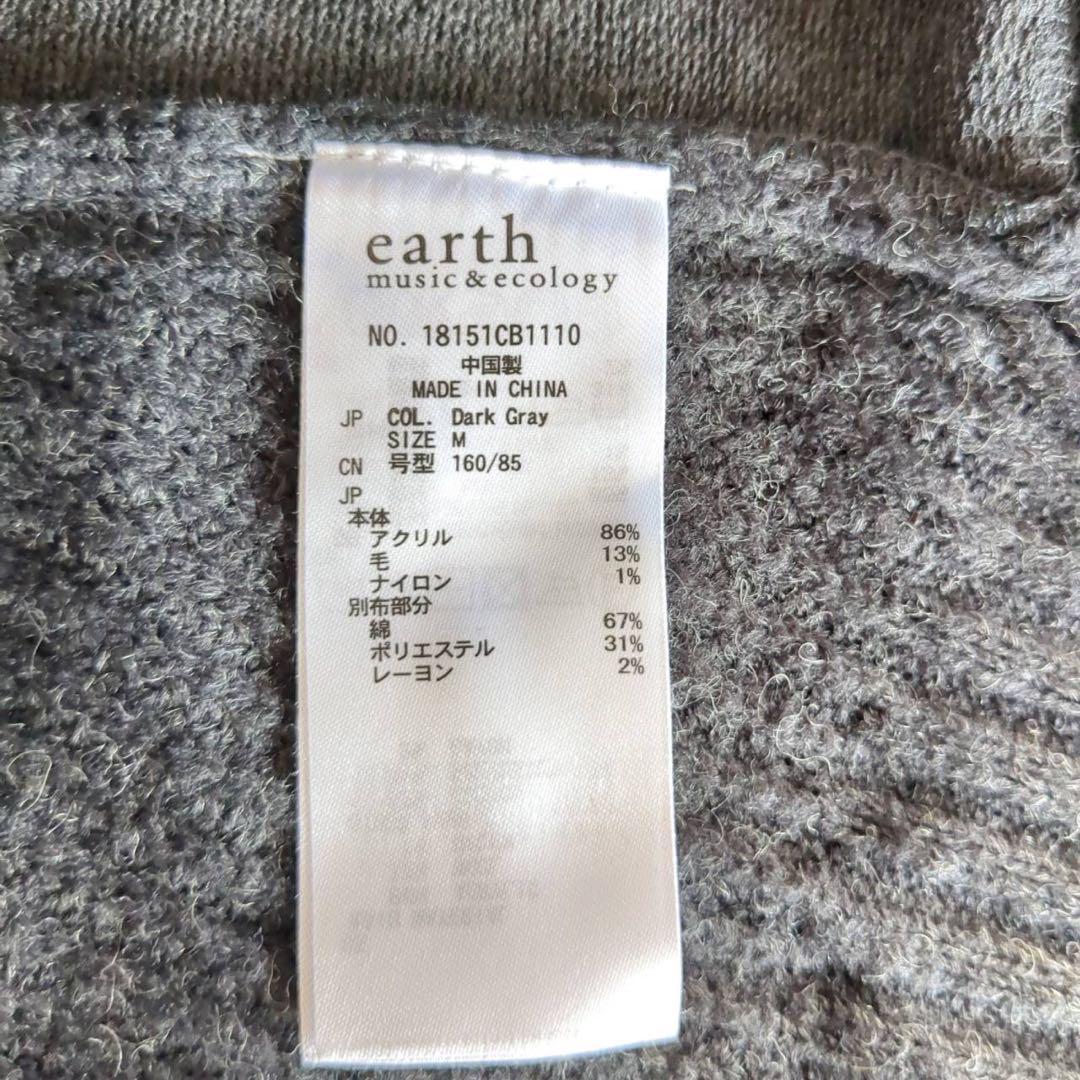 earth
music & ecology
NO. 18151CB1110
中国製
MADE IN CHINA
JP COL. Dark Gray
SIZE M
CN 号型 160/85
JP
本体
アクリル 86%
毛 13%
ナイロン 1%
別布部分
綿 67%
ポリエステル 31%
レーヨン 2%